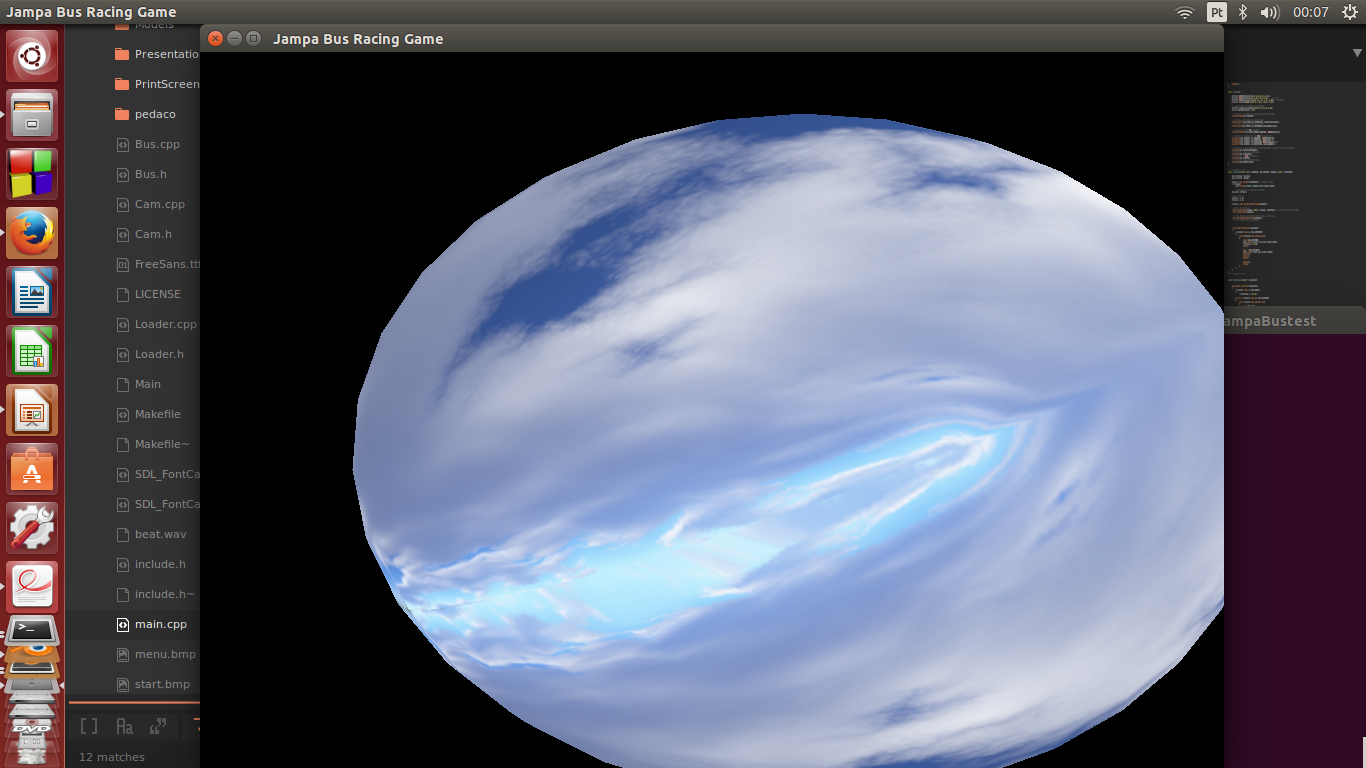 Jampa Bus Racing Game
Pt
00:07
Jampa Bus Racing Game
Models
Presentatio
PrintScreen
pedaco
Bus.cpp
Bus.h
Cam.cpp
Cam.h
FreeSans.tt
LICENSE
Loader.cpp
Loader.h
Main
Makefile
Makefile~
SDL_FontCa
SDL_FontCa
beat.wav
include.h
include.h~
main.cpp
menu.bmp
start.bmp
Aa
12 matches
ampaBustest
DVD